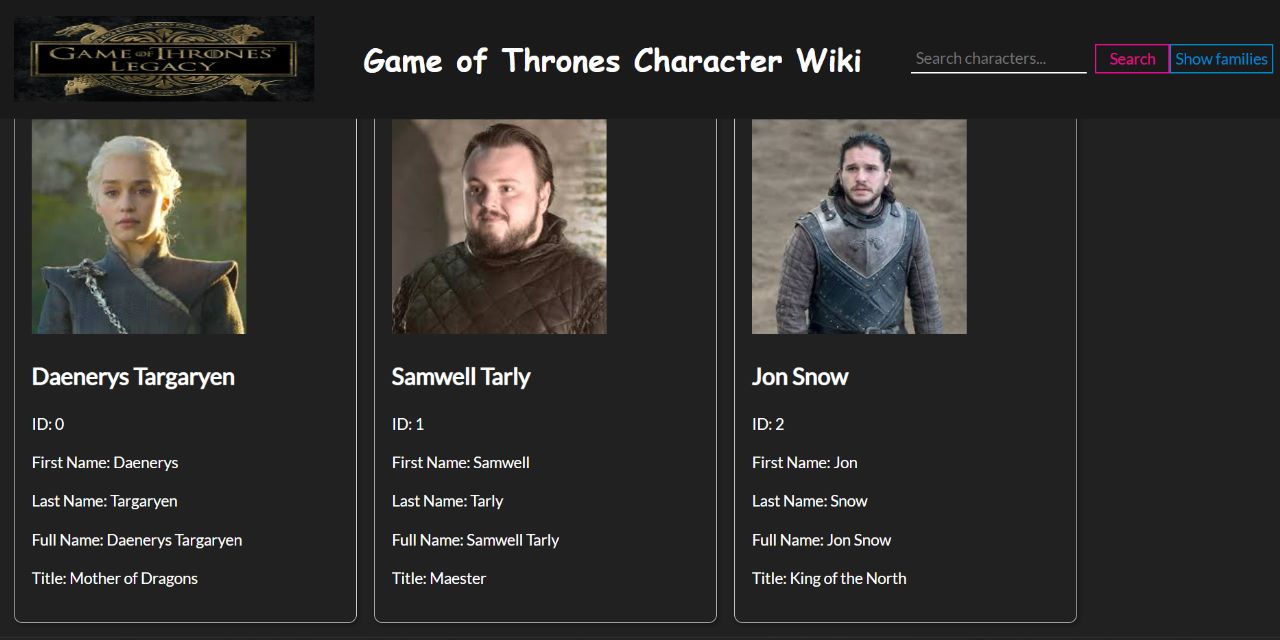 GAME OF THRONES
LEGACY
Game of Thrones Character Wiki
Search characters...
Search
Show families
Daenerys Targaryen
ID: 0
First Name: Daenerys
Last Name: Targaryen
Full Name: Daenerys Targaryen
Title: Mother of Dragons
Samwell Tarly
ID: 1
First Name: Samwell
Last Name: Tarly
Full Name: Samwell Tarly
Title: Maester
Jon Snow
ID: 2
First Name: Jon
Last Name: Snow
Full Name: Jon Snow
Title: King of the North